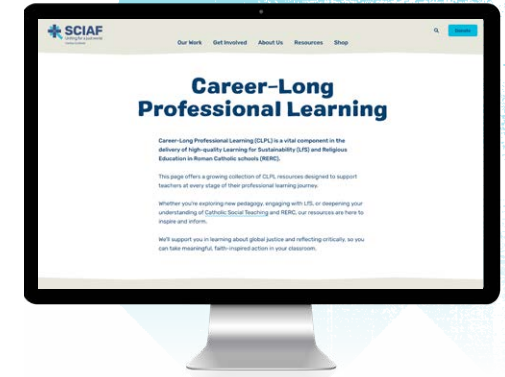 SCIAF
Our Work Get Involved About Us Resources Shop
Donate
Career-Long
Professional Learning
Career-Long Professional Learning (CLPL) is a vital component in the
delivery of high-quality Learning for Sustainability (LfS) and Religious
Education in Roman Catholic schools (RERC).
This page offers a growing collection of CLPL resources designed to support
teachers at every stage of their professional learning journey.
Whether you're exploring new pedagogy, engaging with LfS, or deepening your
understanding of Catholic Social Teaching and RERC, our resources are here to
inspire and inform.
We'll support you in learning about global justice and reflecting critically, so you
can take meaningful, faith-inspired action in your classroom.